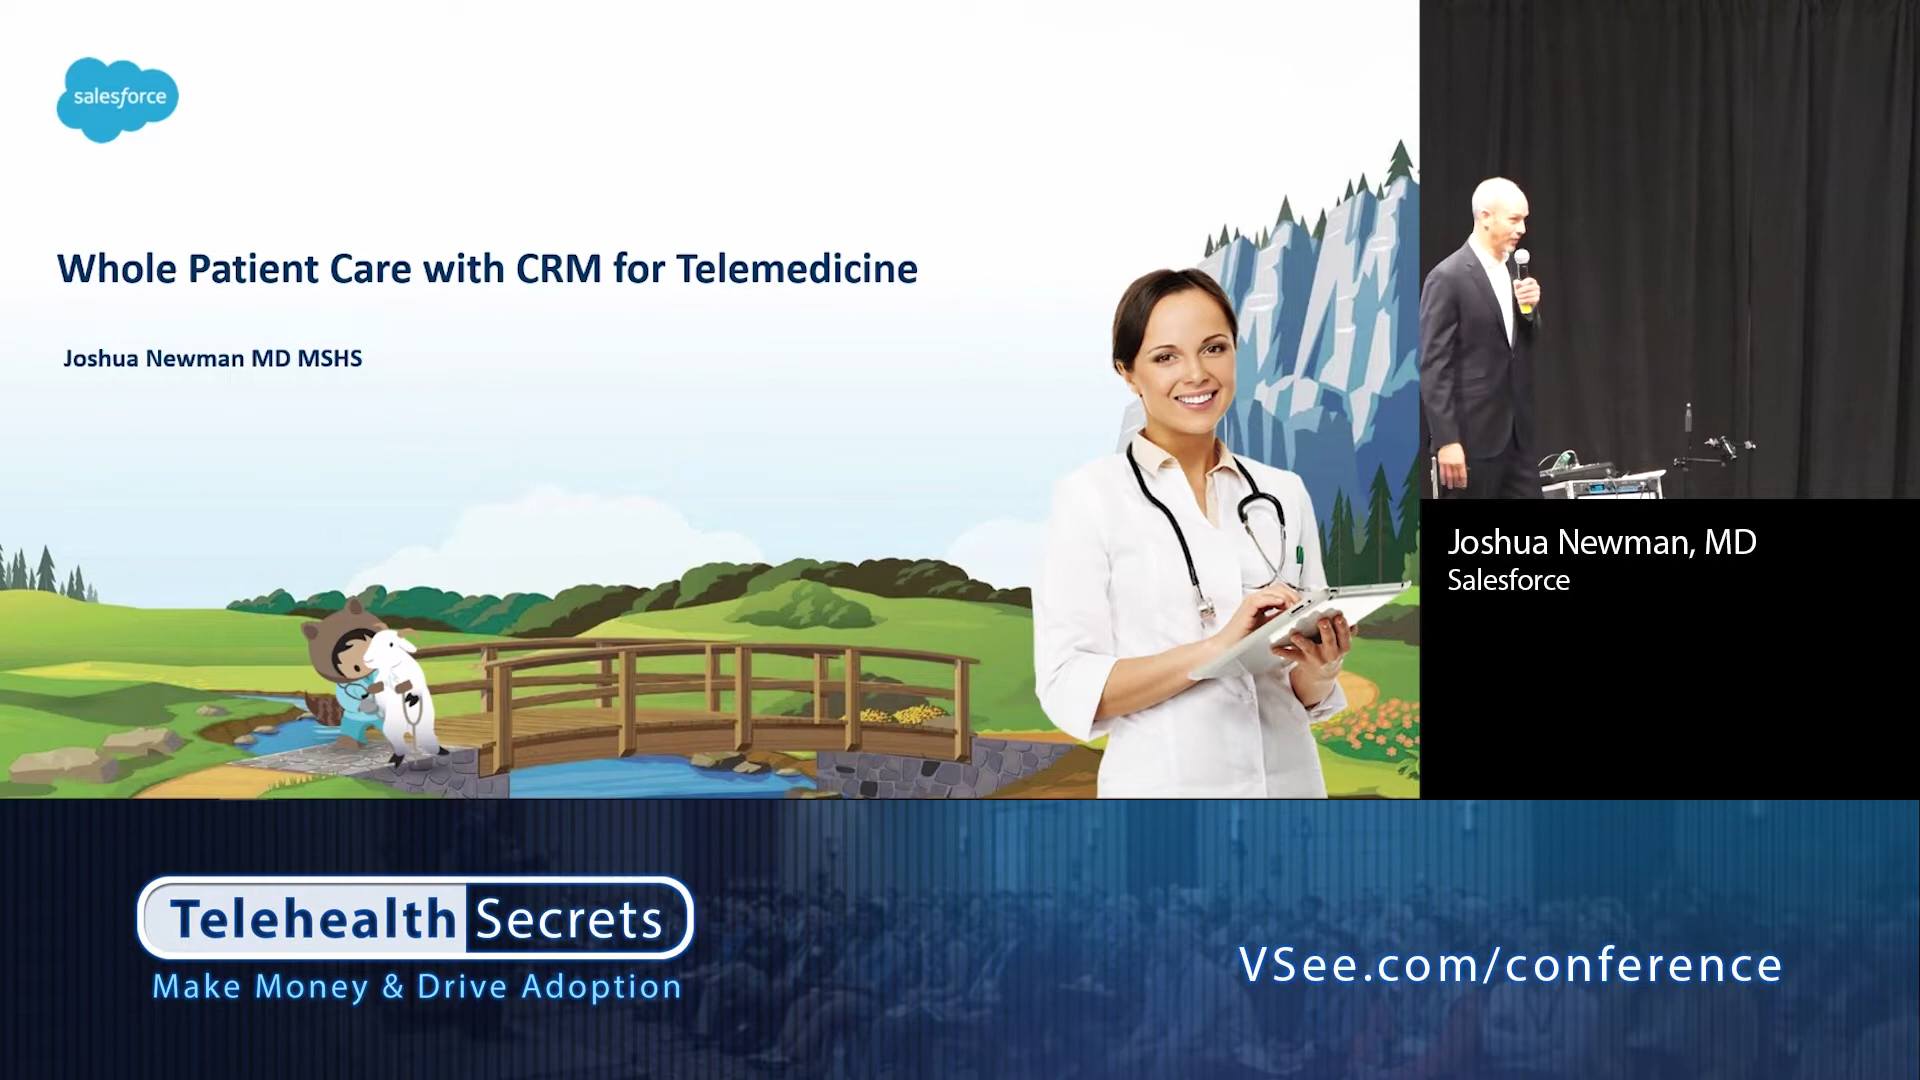 salesforce
Whole Patient Care with CRM for Telemedicine
Joshua Newman MD MSHS
Joshua Newman, MD
Salesforce
Telehealth Secrets
Make Money & Drive Adoption
VSee.com/conference